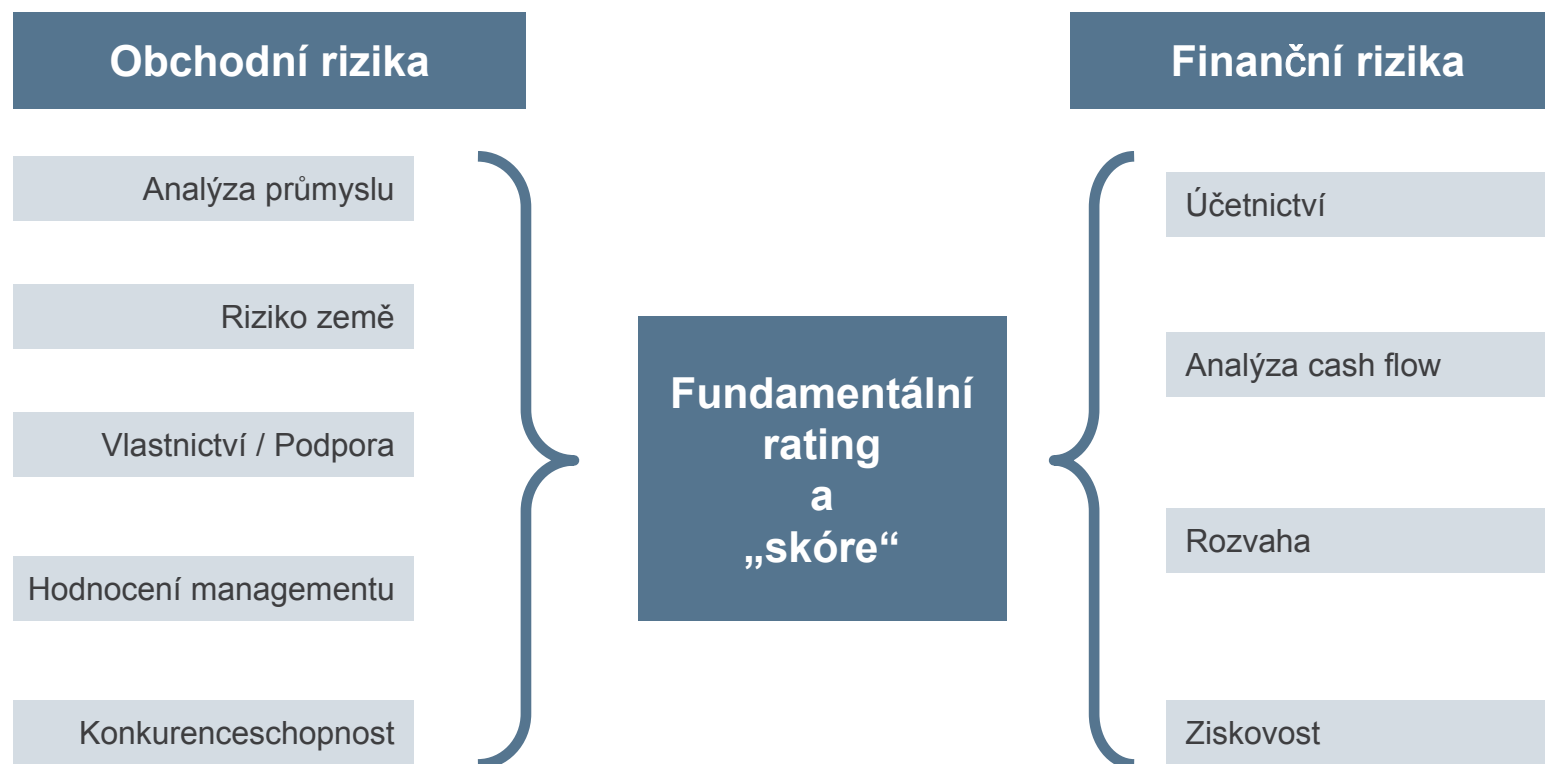 Obchodní rizika
Analýza průmyslu
Riziko země
Vlastnictví / Podpora
Hodnocení managementu
Konkurenceschopnost
Fundamentální
rating
a
„skóre“
Finanční rizika
Účetnictví
Analýza cash flow
Rozvaha
Ziskovost